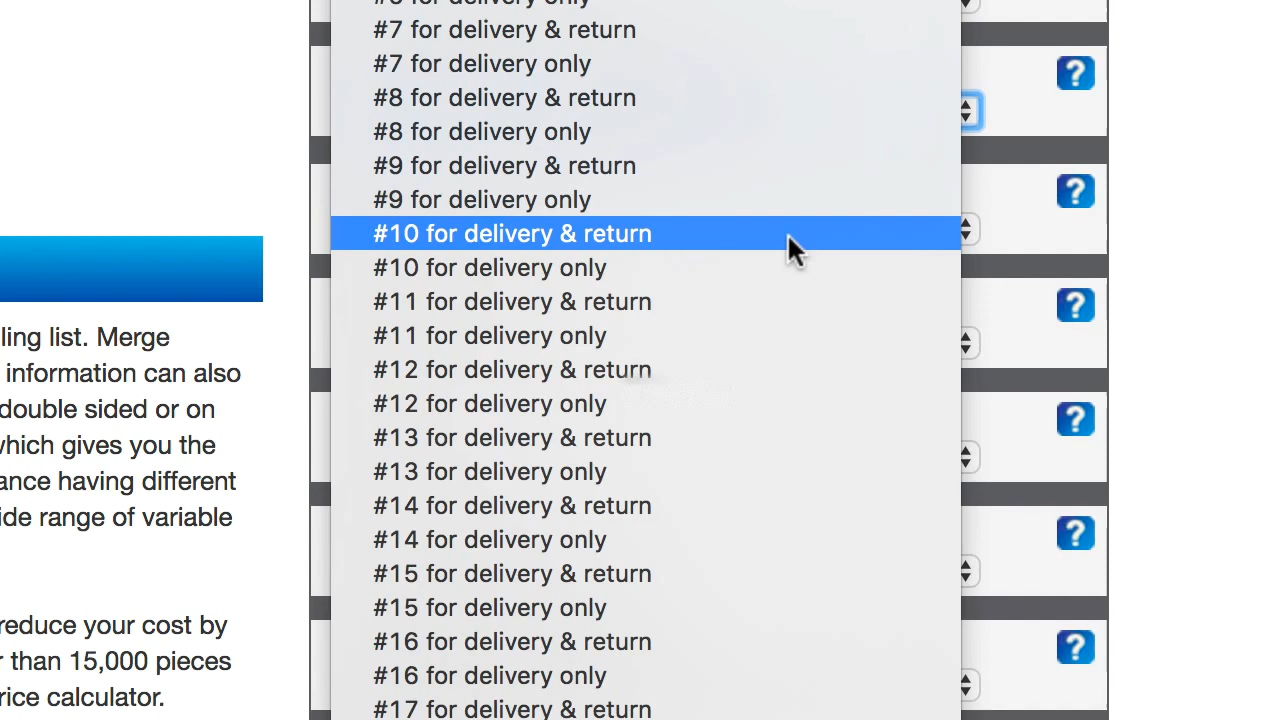 #6 for delivery only
#7 for delivery & return
#7 for delivery only
#8 for delivery & return
#8 for delivery only
#9 for delivery & return
#9 for delivery only
#10 for delivery & return
#10 for delivery only
#11 for delivery & return
#11 for delivery only
#12 for delivery & return
#12 for delivery only
#13 for delivery & return
#13 for delivery only
#14 for delivery & return
#14 for delivery only
#15 for delivery & return
#15 for delivery only
#16 for delivery & return
#16 for delivery only
#17 for delivery & return
?
?
?
?
?
?
ling list. Merge
information can also
double sided or on
which gives you the
ance having different
ide range of variable
reduce your cost by
r than 15,000 pieces
rice calculator.